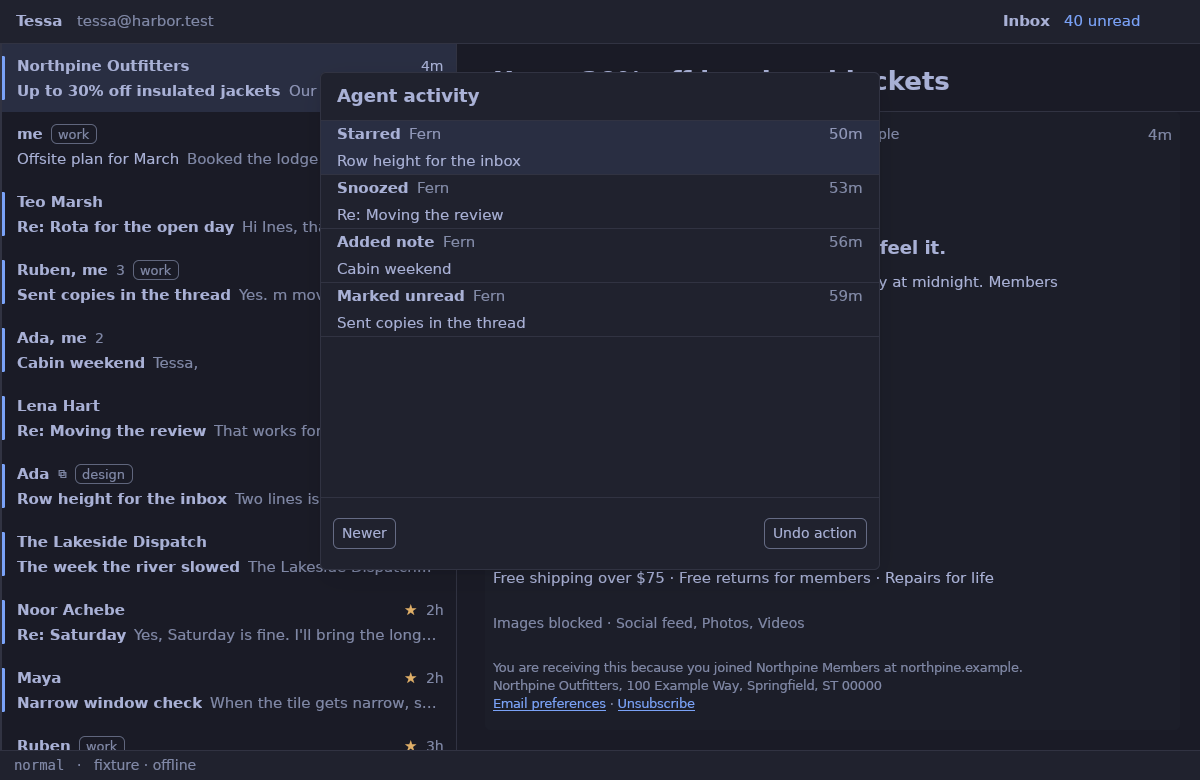 Tessa tessa@harbor.test Inbox 40 unread
Northpine Outfitters 4m
Up to 30% off insulated jackets Our
me work
Offsite plan for March Booked the lodge
Teo Marsh
Re: Rota for the open day Hi Ines,
Ruben, me 3 work
Sent copies in the thread Yes. m
Ada, me 2
Cabin weekend Tessa,
Lena Hart
Re: Moving the review That works for
Ada design
Row height for the inbox Two lines is
The Lakeside Dispatch
The week the river slowed The Lakeside Dispatch…
Noor Achebe ★ 2h
Re: Saturday Yes, Saturday is fine. I'll bring the long…
Maya ★ 2h
Narrow window check When the tile gets narrow, s…
Ruben work ★ 3h
Agent activity
Starred Fern 50m
Row height for the inbox
Snoozed Fern 53m
Re: Moving the review
Added note Fern 56m
Cabin weekend
Marked unread Fern 59m
Sent copies in the thread
Newer Undo action
4m
feel it.
at midnight. Members
Free shipping over $75 · Free returns for members · Repairs for life
Images blocked · Social feed, Photos, Videos
You are receiving this because you joined Northpine Members at northpine.example.
Northpine Outfitters, 100 Example Way, Springfield, ST 00000
Email preferences · Unsubscribe
normal · fixture · offline